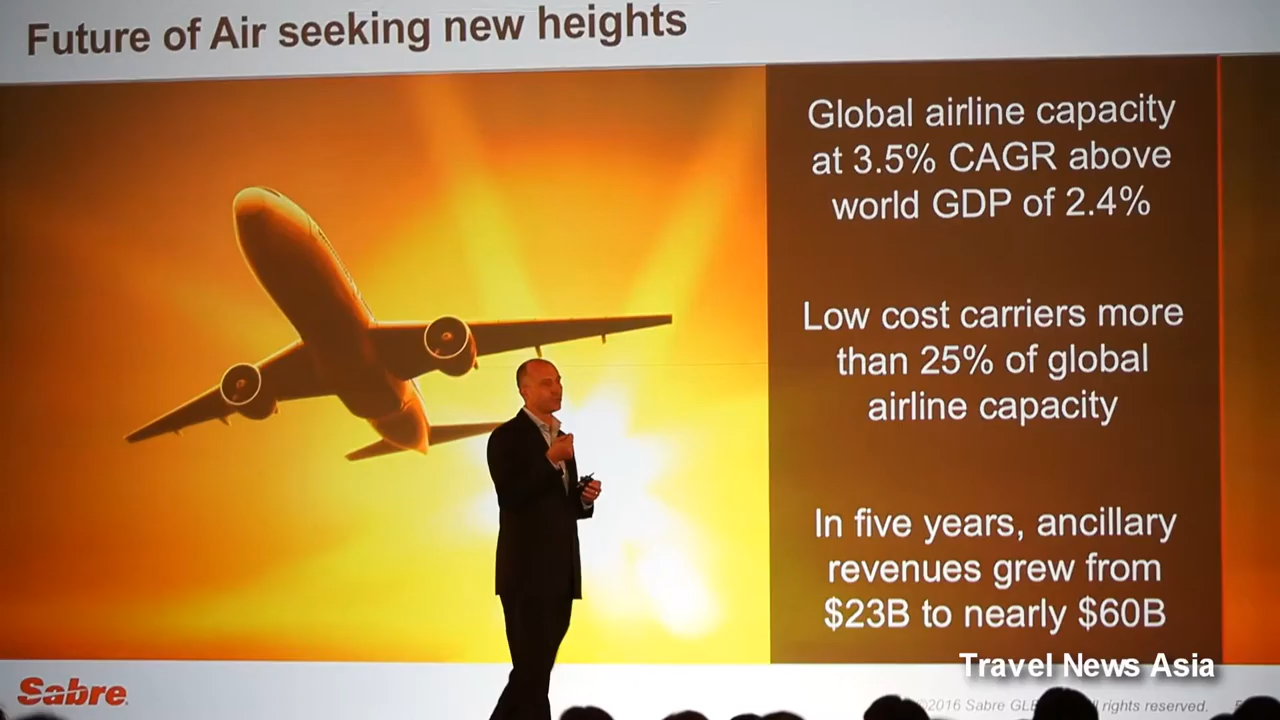 Future of Air seeking new heights
Global airline capacity
at 3.5% CAGR above
world GDP of 2.4%
Low cost carriers more
than 25% of global
airline capacity
In five years, ancillary
revenues grew from
$23B to nearly $60B
Travel News Asia
Sabre
©2016 Sabre rights reserved.